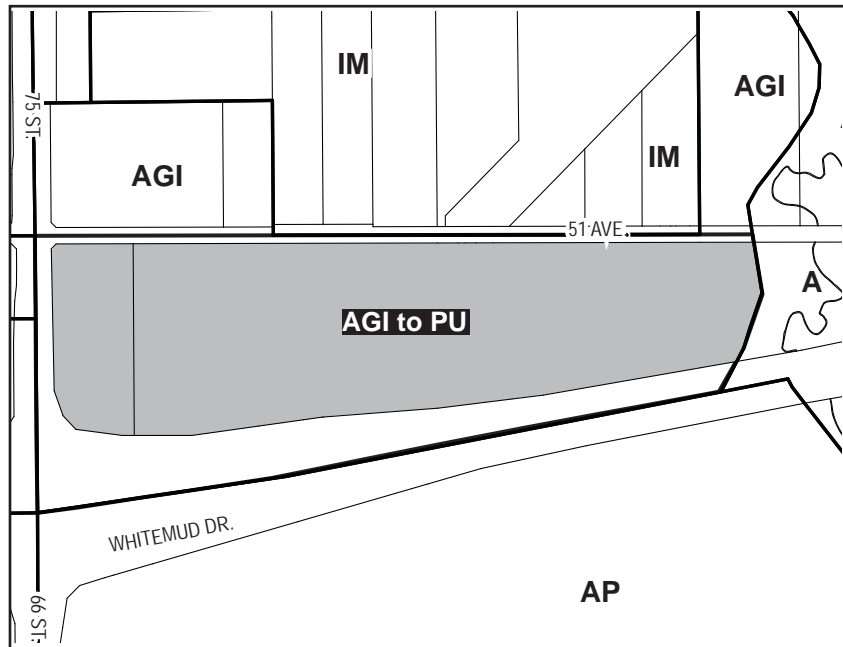 IM
AGI
75 ST.
AGI
IM
51 AVE.
A
AGI to PU
WHITEMUD DR.
AP
66 ST.